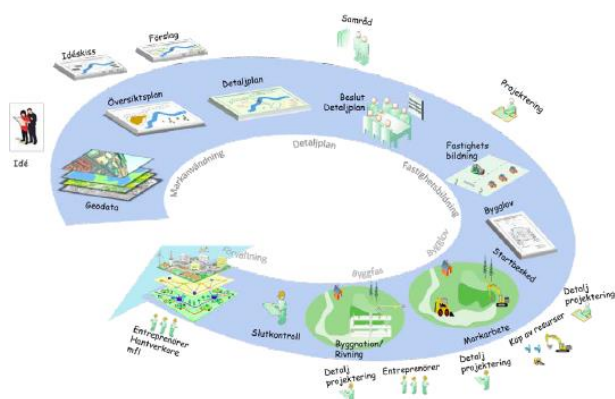 Idéskiss
Förslag
Samråd
Översiktsplan
Detaljplan
Beslut
Detaljplan
Projektering
Idé
Geodata
Markanvändning
Detaljplan
Fastighetsbildning
Fastighets
bildning
Bygglov
Bygglov
Startbesked
Förvaltning
Byggfas
Detalj
projektering
Markarbete
Köp av resurser
Entreprenörer
Hantverkare
mfl
Slutkontroll
Byggnation/
Rivning
Detalj
projektering
Entreprenörer
Detalj
projektering